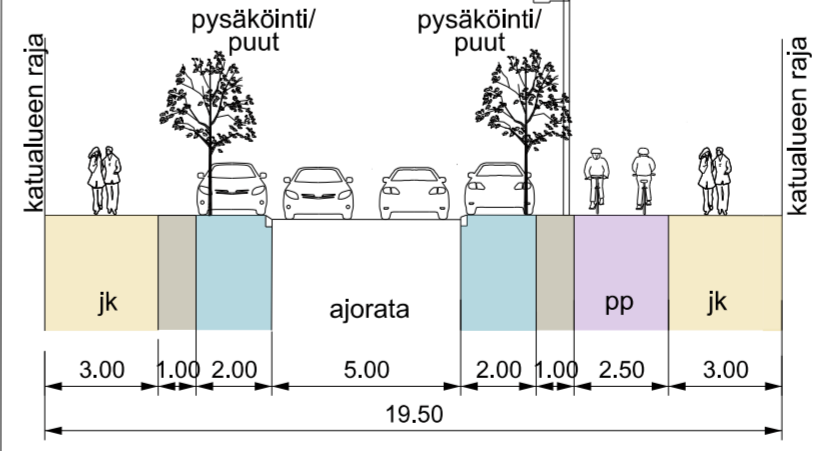 pysäköinti/
puut
pysäköinti/
puut
katualueen raja
katualueen raja
jk
ajorata
pp
jk
3.00 1.00 2.00 5.00 2.00 1.00 2.50 3.00
19.50